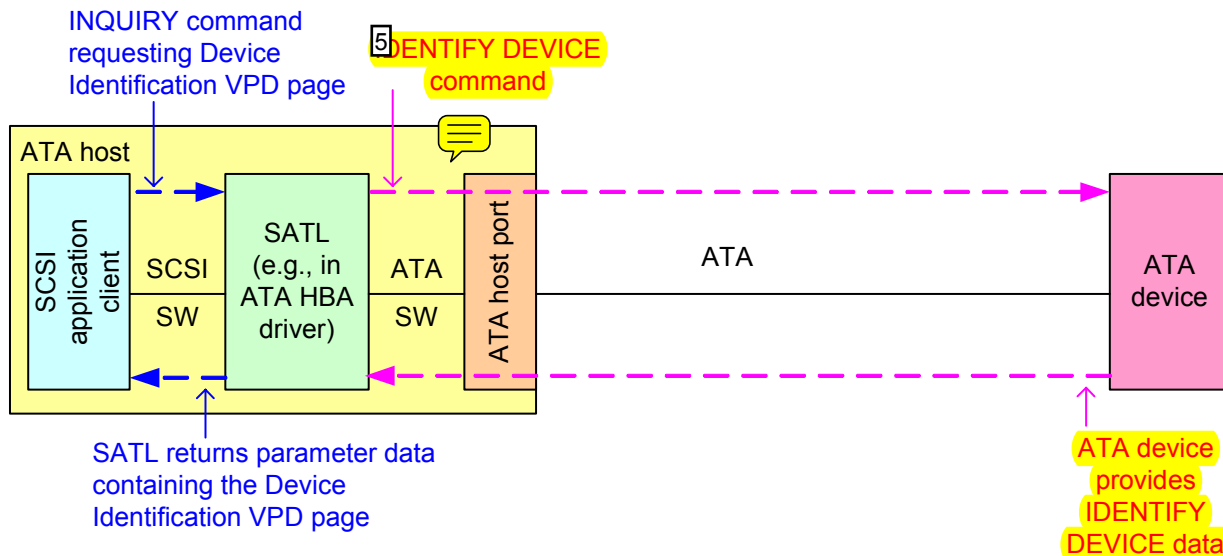 INQUIRY command
requesting Device
Identification VPD page
5
IDENTIFY DEVICE
command
ATA host
SCSI
application
client
SCSI
SW
SATL
(e.g., in
ATA HBA
driver)
ATA
SW
ATA host port
ATA
ATA
device
SATL returns parameter data
containing the Device
Identification VPD page
ATA device
provides
IDENTIFY
DEVICE data